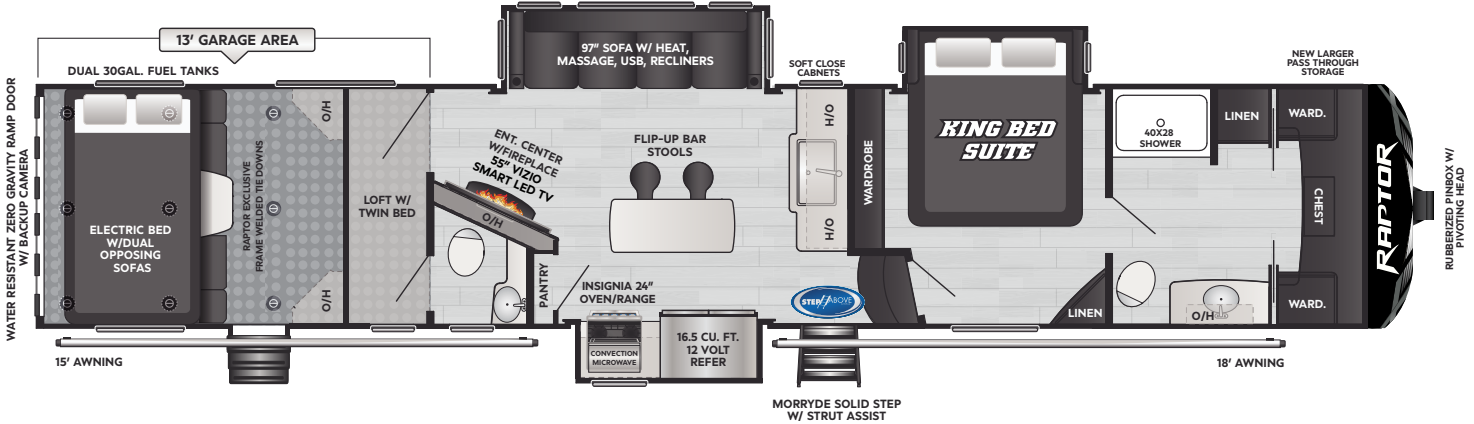 WATER RESISTANT ZERO GRAVITY RAMP DOOR
W/ BACKUP CAMERA
13' GARAGE AREA
DUAL 30GAL. FUEL TANKS
ELECTRIC BED
W/DUAL
OPPOSING
SOFAS
RAPTOR EXCLUSIVE
FRAME WELDED TIE DOWNS
O/H
O/H
LOFT W/
TWIN BED
15' AWNING
97" SOFA W/ HEAT,
MASSAGE, USB, RECLINERS
ENT. CENTER
W/FIREPLACE
55" VIZIO
SMART LED TV
O/H
PANTRY
FLIP-UP BAR
STOOLS
INSIGNIA 24"
OVEN/RANGE
CONVECTION
MICROWAVE
16.5 CU. FT.
12 VOLT
REFER
SOFT CLOSE
CABNETS
O/H
O/H
WARDROBE
STEP ABOVE
MORRYDE SOLID STEP
W/ STRUT ASSIST
KING BED
SUITE
40X28
SHOWER
LINEN
LINEN
O/H
NEW LARGER
PASS THROUGH
STORAGE
WARD.
CHEST
WARD.
18' AWNING
RAPTOR
RUBBERIZED PINBOX W/
PIVOTING HEAD